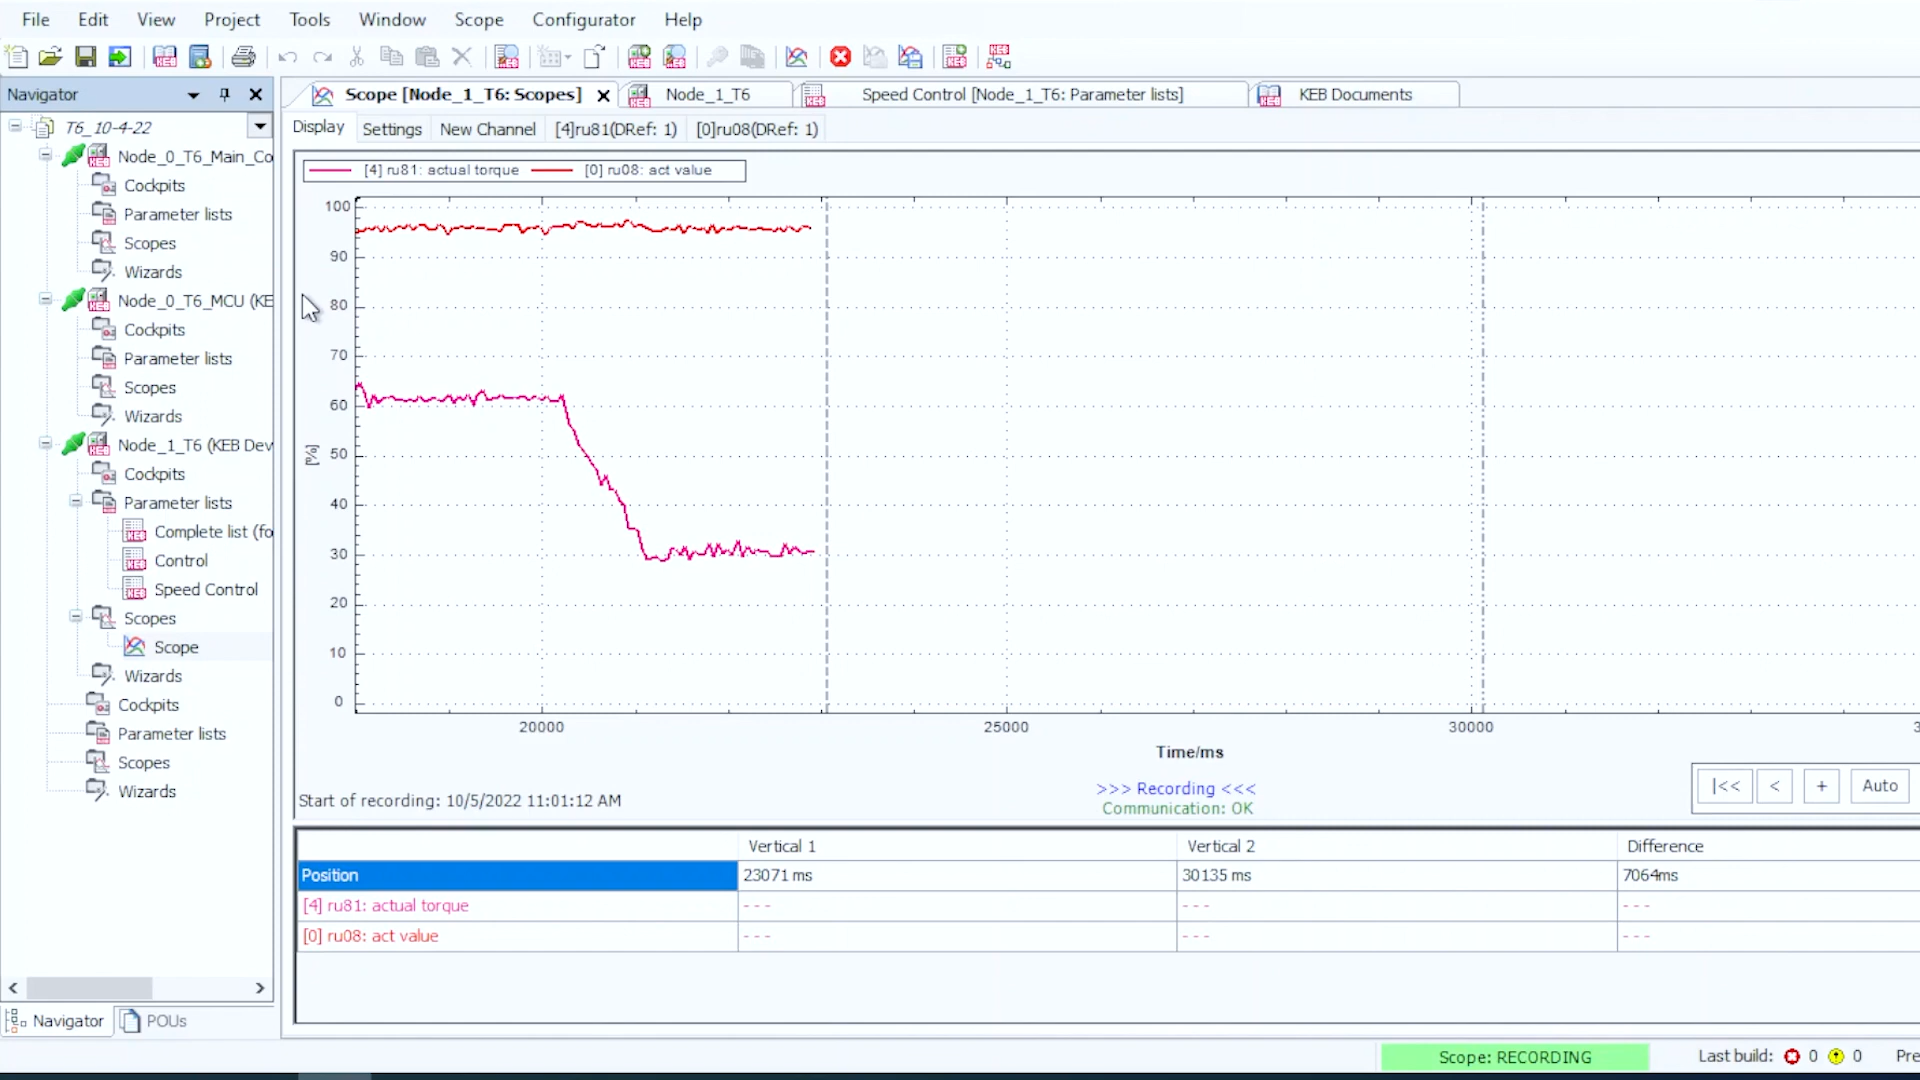 File Edit View Project Tools Window Scope Configurator Help
Navigator
Scope [Node_1_T6: Scopes] Node_1_T6 Speed Control [Node_1_T6: Parameter lists] KEB Documents
Display Settings New Channel [4]ru81(DRef: 1) [0]ru08(DRef: 1)
T6_10-4-22
Node_0_T6_Main_Co
Cockpits
Parameter lists
Scopes
Wizards
Node_0_T6_MCU (KE
Cockpits
Parameter lists
Scopes
Wizards
Node_1_T6 (KEB Dev
Cockpits
Parameter lists
Complete list (fo
Control
Speed Control
Scopes
Scope
Wizards
Cockpits
Parameter lists
Scopes
Wizards
Navigator POUs
[4] ru81: actual torque [0] ru08: act value
100
90
80
70
60
50
40
30
20
10
0
[%]
20000 25000 30000
Time/ms
>>> Recording <<<
Start of recording: 10/5/2022 11:01:12 AM
Communication: OK
|<< < + Auto
Vertical 1 Vertical 2 Difference
Position 23071 ms 30135 ms 7064ms
[4] ru81: actual torque - - - - - - - - -
[0] ru08: act value - - - - - - - - -
Scope: RECORDING Last build: 0 0 Pre